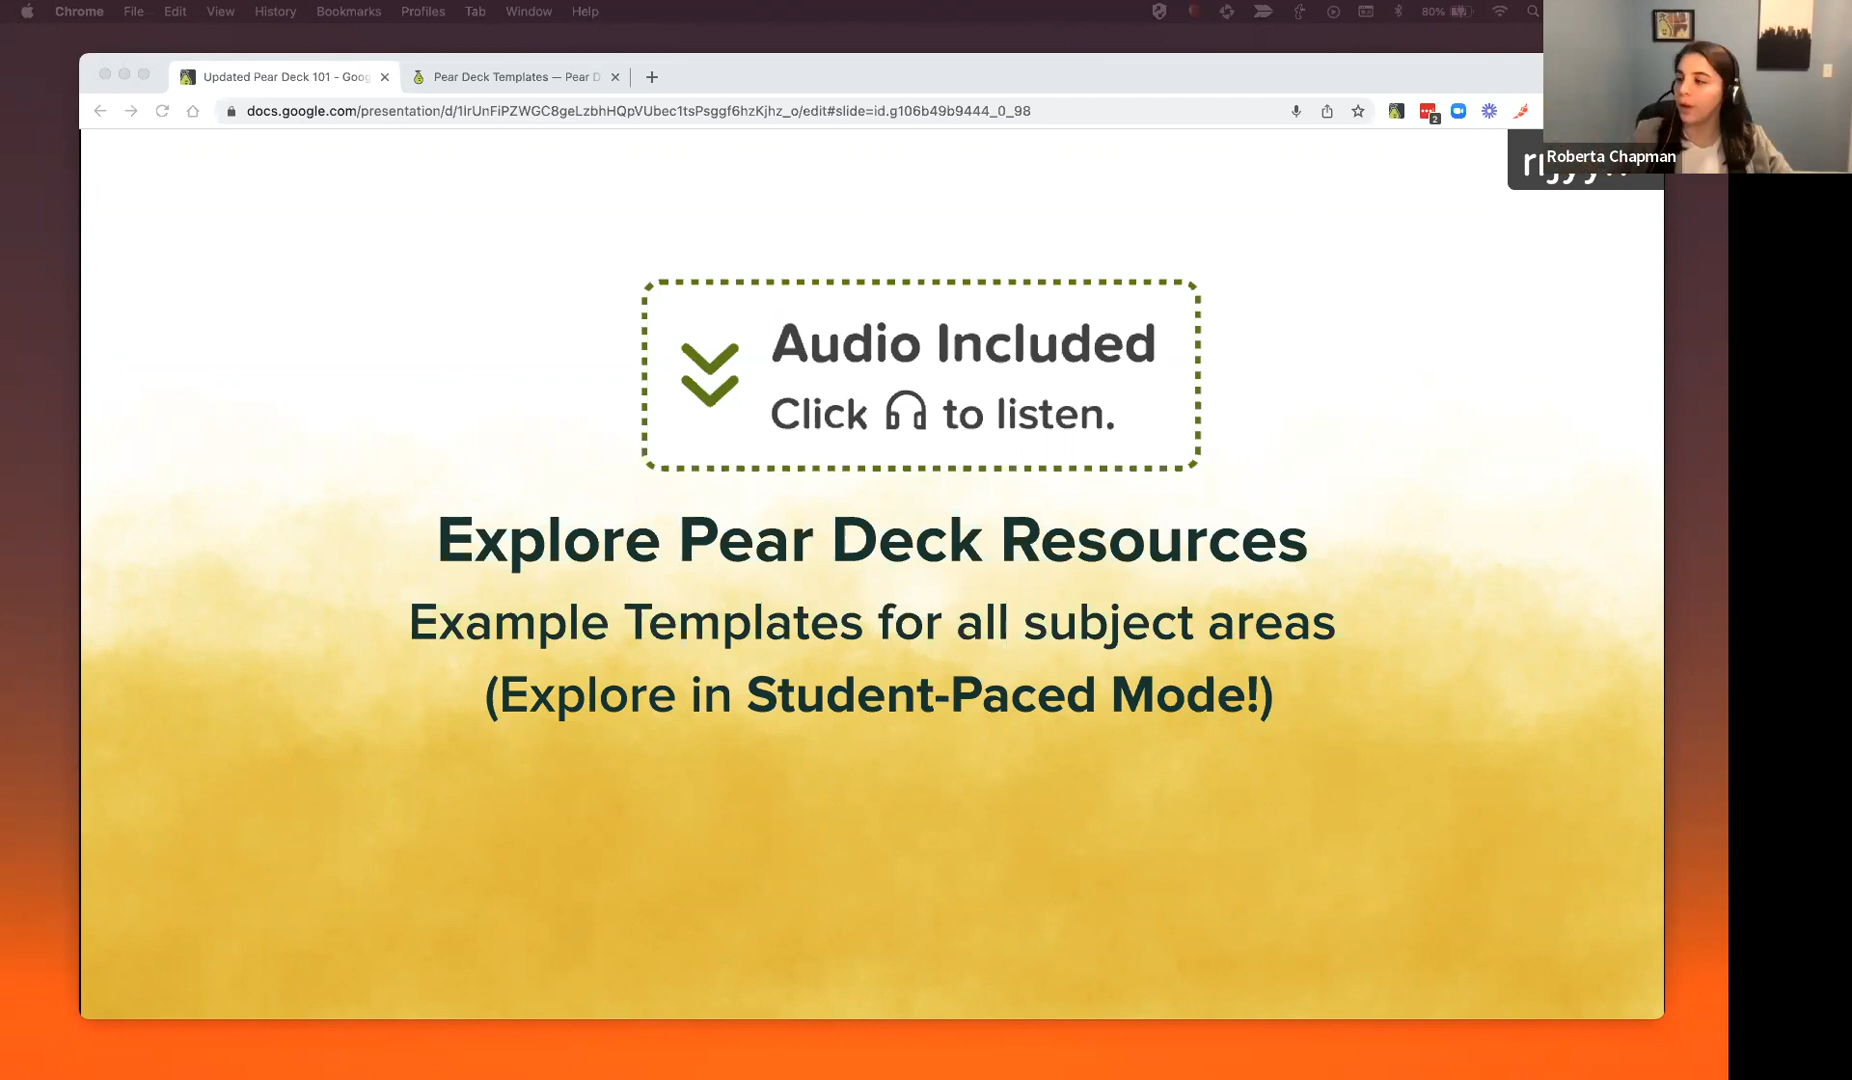 Chrome File Edit View History Bookmarks Profiles Tab Window Help 80%
Updated Pear Deck 101 - Goog
Pear Deck Templates — Pear D
docs.google.com/presentation/d/1IrUnFiPZWGC8geLzbhHQpVUbec1tsPsggf6hzKjhz_o/edit#slide=id.g106b49b9444_0_98
2
Roberta Chapman
Audio Included
Click to listen.
Explore Pear Deck Resources
Example Templates for all subject areas
(Explore in Student-Paced Mode!)